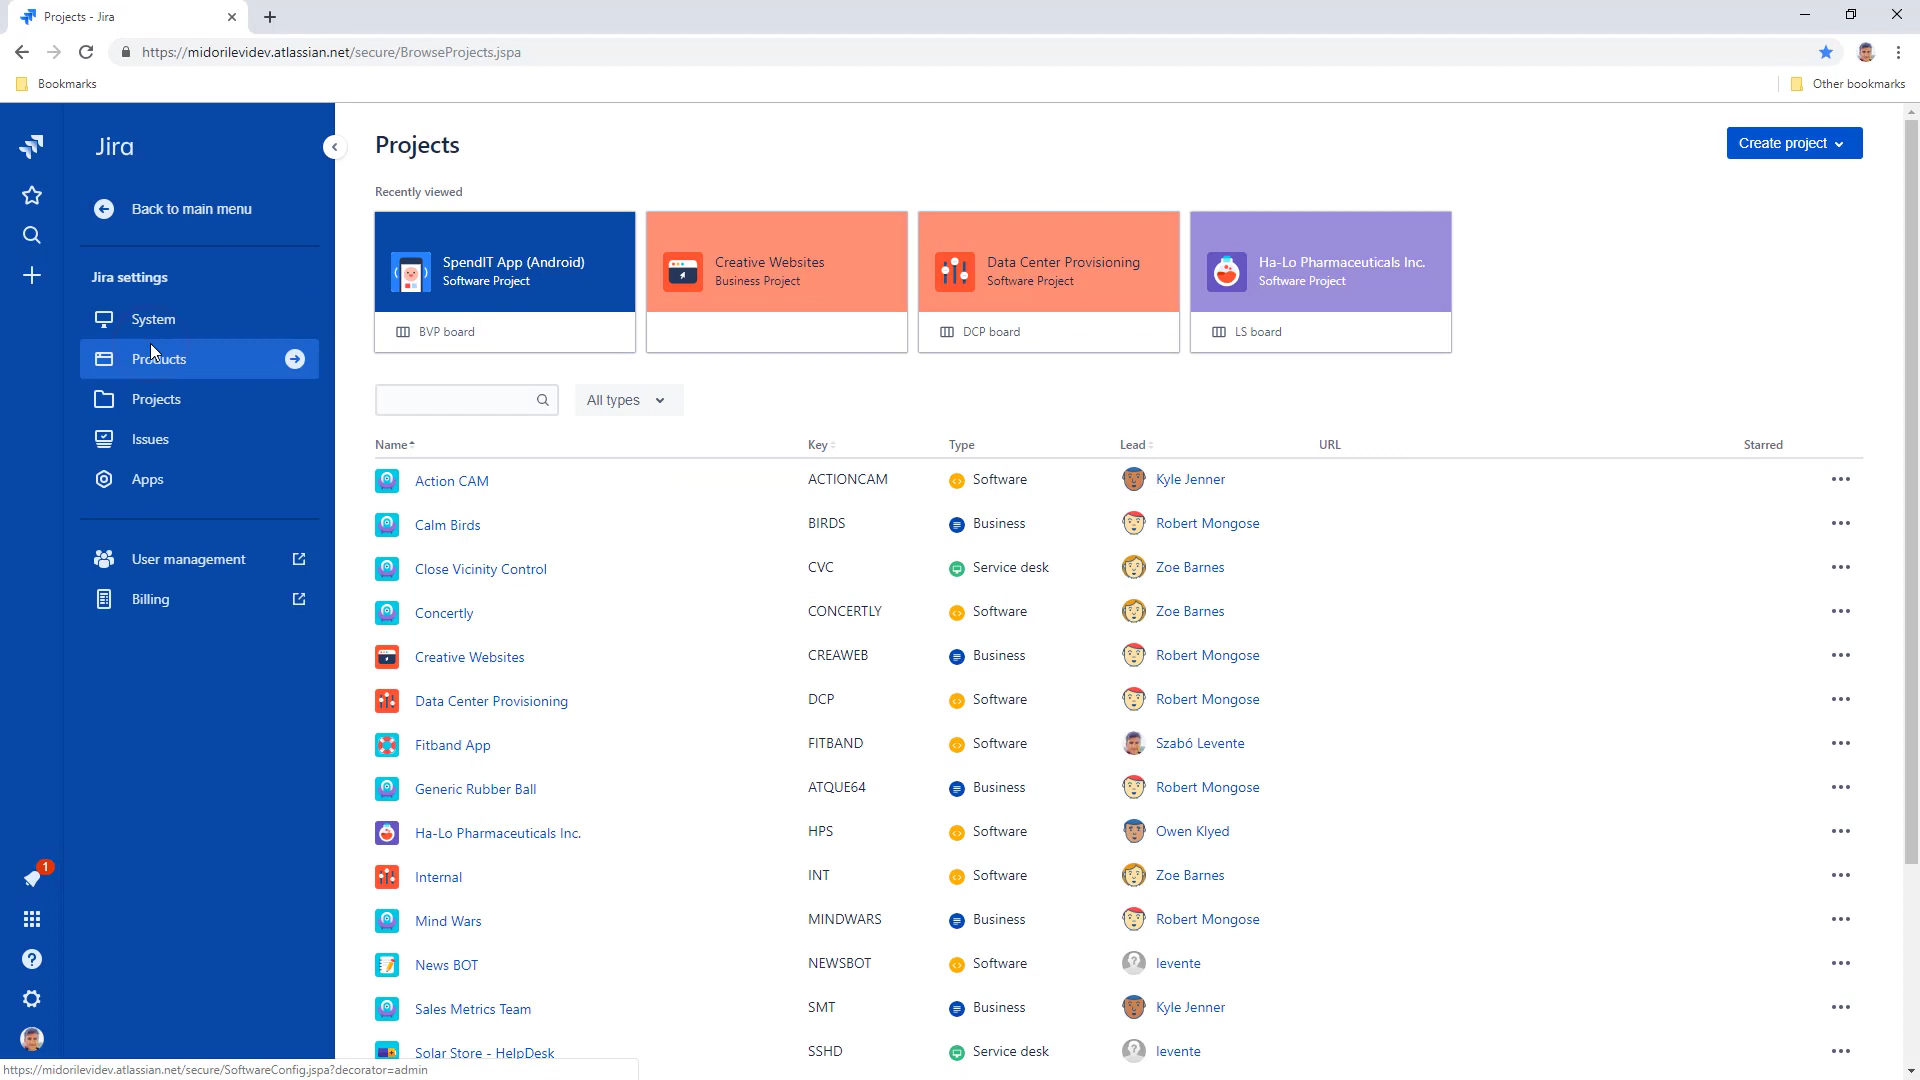 Projects - Jira
https://midorilevidev.atlassian.net/secure/BrowseProjects.jspa
Bookmarks
Other bookmarks
Jira
Back to main menu
Jira settings
System
Products
Projects
Issues
Apps
User management
Billing
1
Projects
Create project
Recently viewed
SpendIT App (Android)
Software Project
BVP board
Creative Websites
Business Project
Data Center Provisioning
Software Project
DCP board
Ha-Lo Pharmaceuticals Inc.
Software Project
LS board
All types
Name Key Type Lead URL Starred
Action CAM ACTIONCAM Software Kyle Jenner
Calm Birds BIRDS Business Robert Mongose
Close Vicinity Control CVC Service desk Zoe Barnes
Concertly CONCERTLY Software Zoe Barnes
Creative Websites CREAWEB Business Robert Mongose
Data Center Provisioning DCP Software Robert Mongose
Fitband App FITBAND Software Szabó Levente
Generic Rubber Ball ATQUE64 Business Robert Mongose
Ha-Lo Pharmaceuticals Inc. HPS Software Owen Klyed
Internal INT Software Zoe Barnes
Mind Wars MINDWARS Business Robert Mongose
News BOT NEWSBOT Software levente
Sales Metrics Team SMT Business Kyle Jenner
Solar Store - HelpDesk SSHD Service desk levente
https://midorilevidev.atlassian.net/secure/SoftwareConfig.jspa?decorator=admin